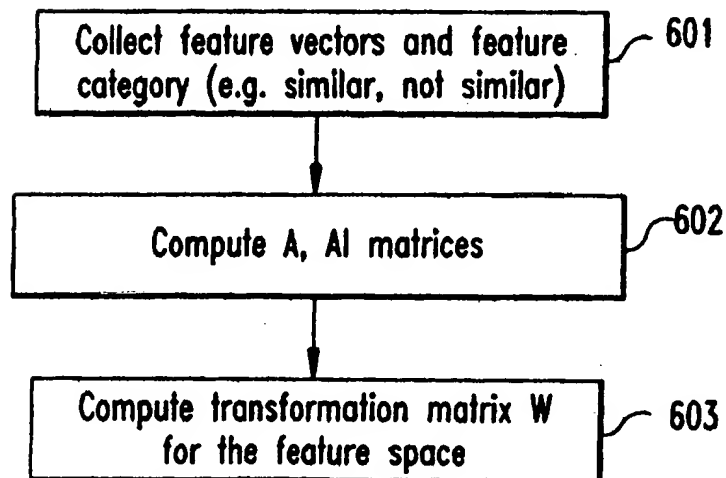 Collect feature vectors and feature
category (e.g. similar, not similar)
601
Compute A, AI matrices
602
Compute transformation matrix W
for the feature space
603